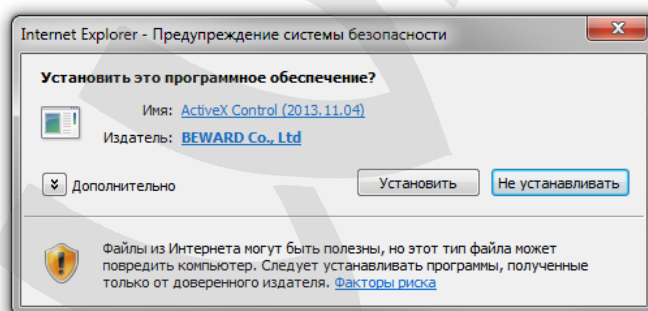 Internet Explorer - Предупреждение системы безопасности
Установить это программное обеспечение?
Имя: ActiveX Control (2013.11.04)
Издатель: BEWARD Co., Ltd
Дополнительно
Установить
Не устанавливать
Файлы из Интернета могут быть полезны, но этот тип файла может
повредить компьютер. Следует устанавливать программы, полученные
только от доверенного издателя. Факторы риска